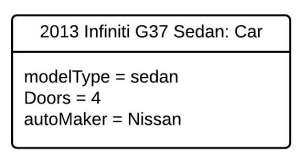 2013 Infiniti G37 Sedan: Car
modelType = sedan
Doors = 4
autoMaker = Nissan